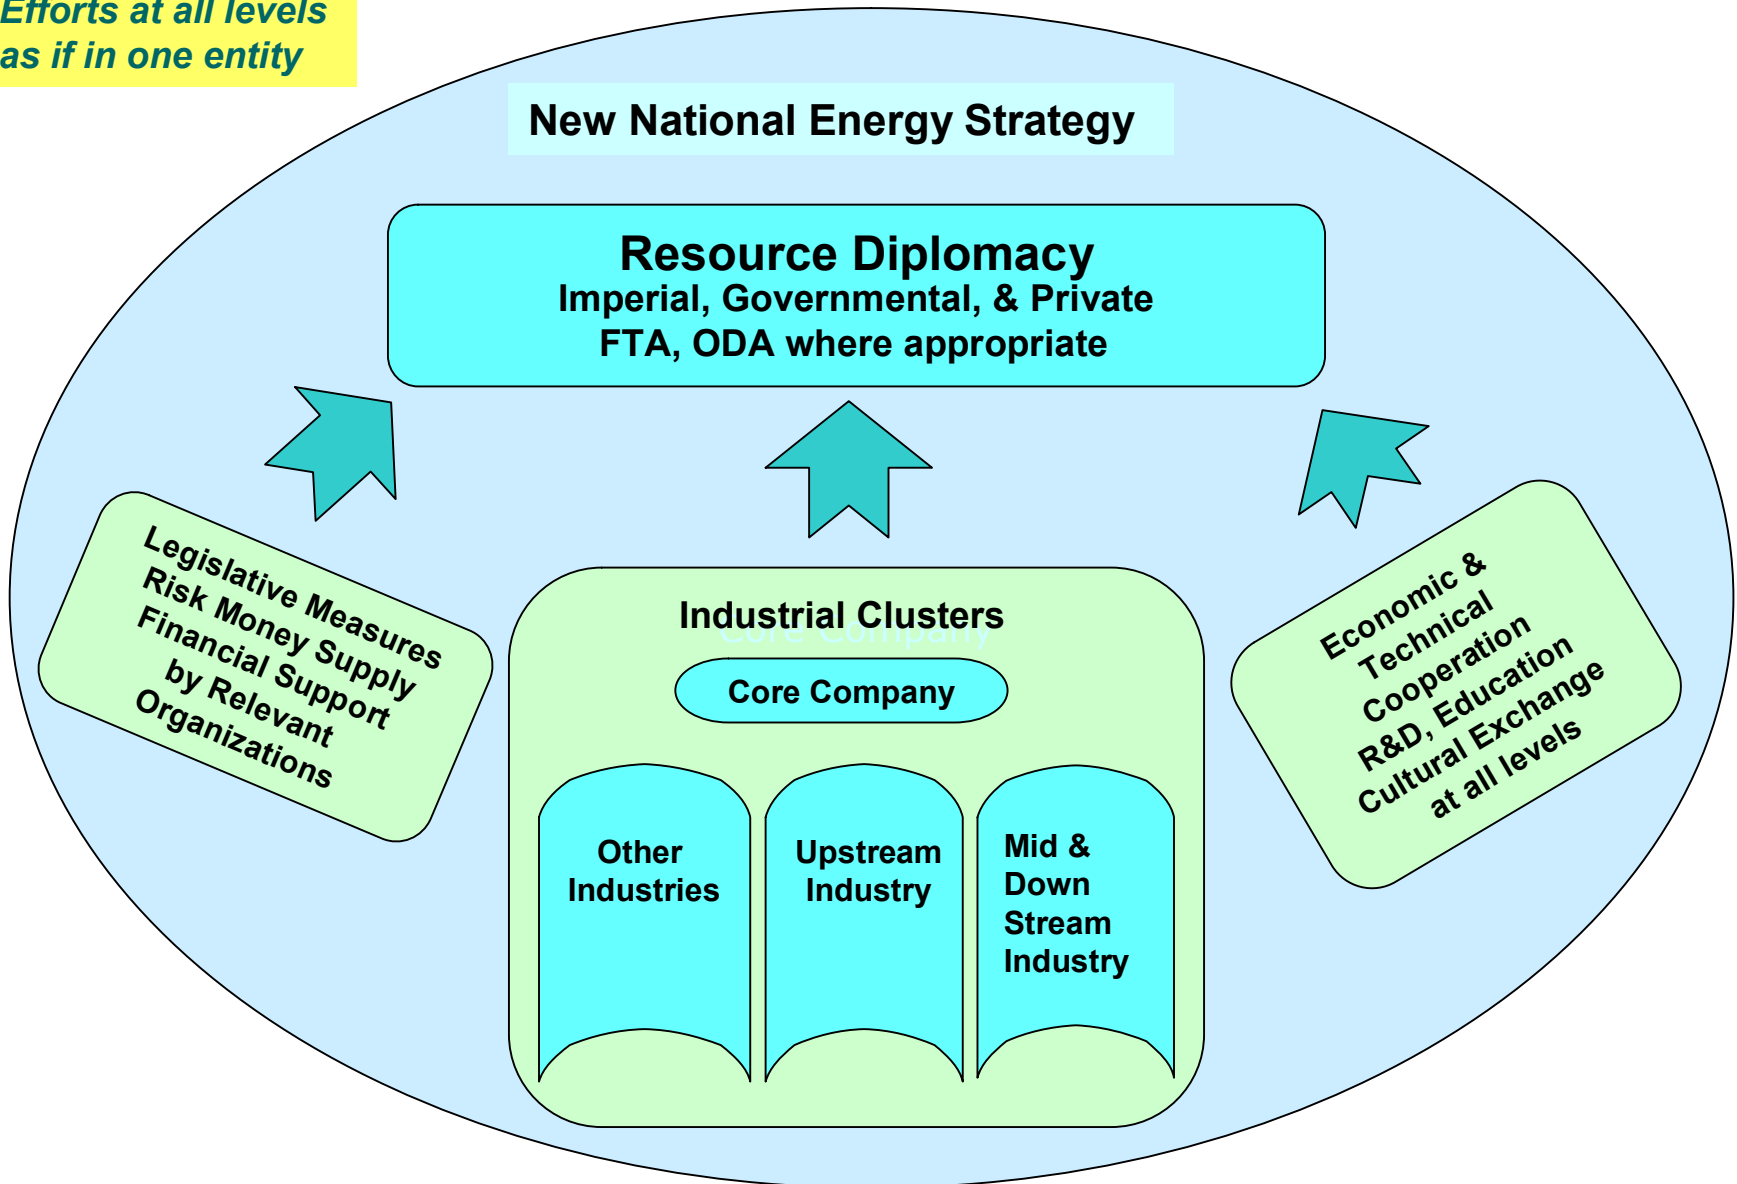 Efforts at all levels
as if in one entity
New National Energy Strategy
Resource Diplomacy
Imperial, Governmental, & Private
FTA, ODA where appropriate
Legislative Measures
Risk Money Supply
Financial Support
by Relevant
Organizations
Industrial Clusters
Core Company
Core Company
Other
Industries
Upstream
Industry
Mid &
Down
Stream
Industry
Economic &
Technical
Cooperation
R&D, Education
Cultural Exchange
at all levels